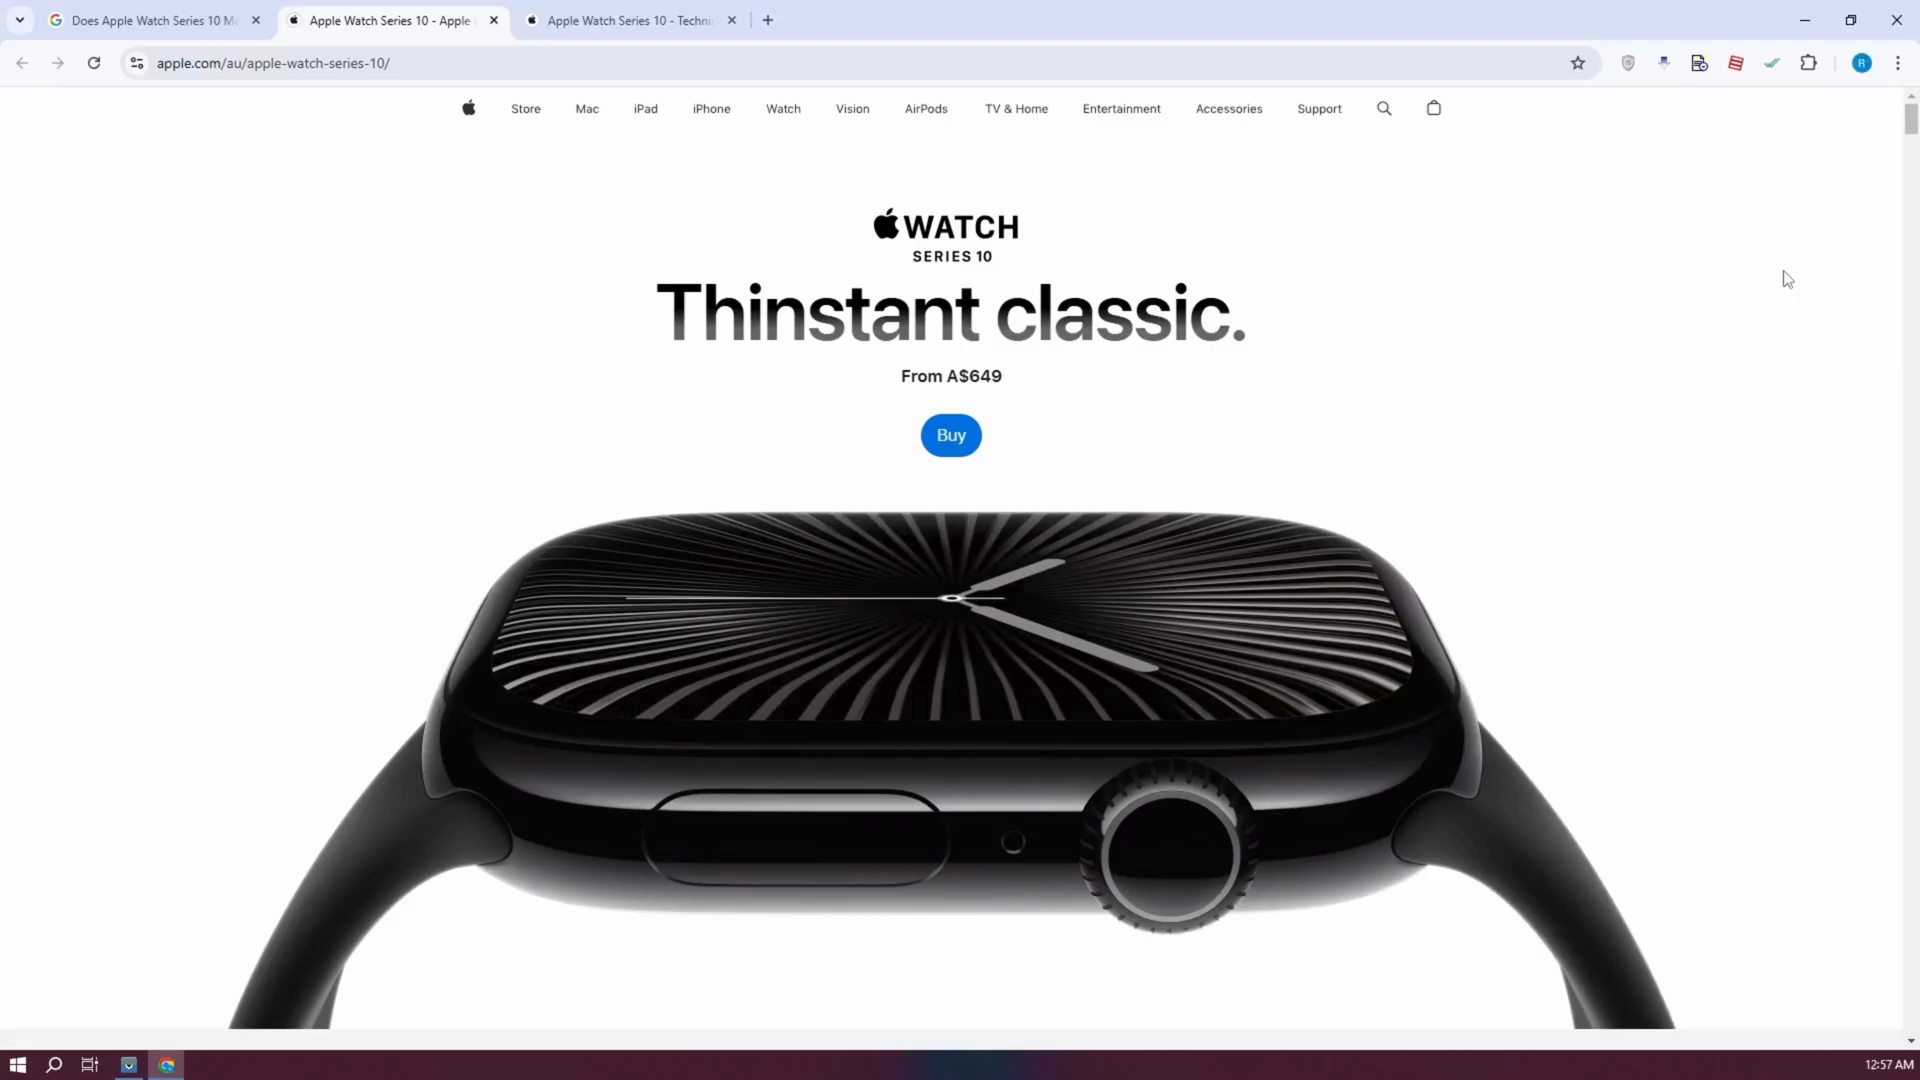 Does Apple Watch Series 10 Me
Apple Watch Series 10 - Apple
Apple Watch Series 10 - Techni
apple.com/au/apple-watch-series-10/
R
Store Mac iPad iPhone Watch Vision AirPods TV & Home Entertainment Accessories Support
WATCH
SERIES 10
Thinstant classic.
From A$649
Buy
12:57 AM